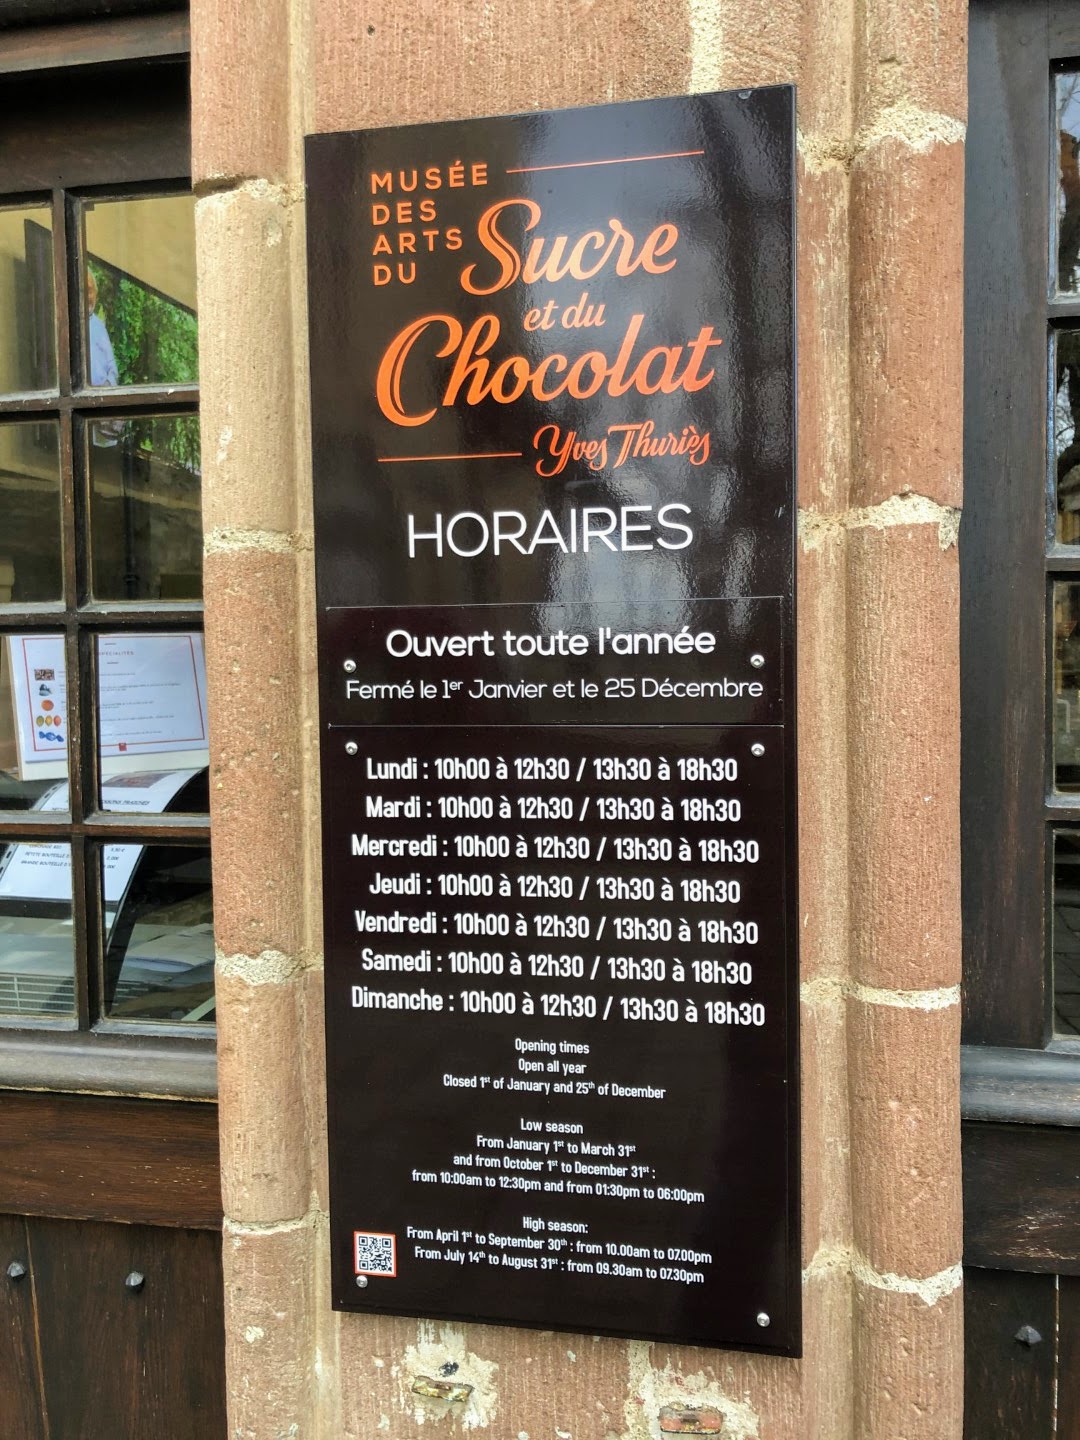 MUSÉE
DES
ARTS
DU
Sucre
et du
Chocolat
Yves Thuriès
HORAIRES
Ouvert toute l'année
Fermé le 1er Janvier et le 25 Décembre
Lundi : 10h00 à 12h30 / 13h30 à 18h30
Mardi : 10h00 à 12h30 / 13h30 à 18h30
Mercredi : 10h00 à 12h30 / 13h30 à 18h30
Jeudi : 10h00 à 12h30 / 13h30 à 18h30
Vendredi : 10h00 à 12h30 / 13h30 à 18h30
Samedi : 10h00 à 12h30 / 13h30 à 18h30
Dimanche : 10h00 à 12h30 / 13h30 à 18h30
Opening times
Open all year
Closed 1st of January and 25th of December
Low season
From January 1st to March 31st
and from October 1st to December 31st :
from 10:00am to 12:30pm and from 01:30pm to 06:00pm
High season:
From April 1st to September 30th : from 10.00am to 07.00pm
From July 14th to August 31st : from 09.30am to 07.30pm